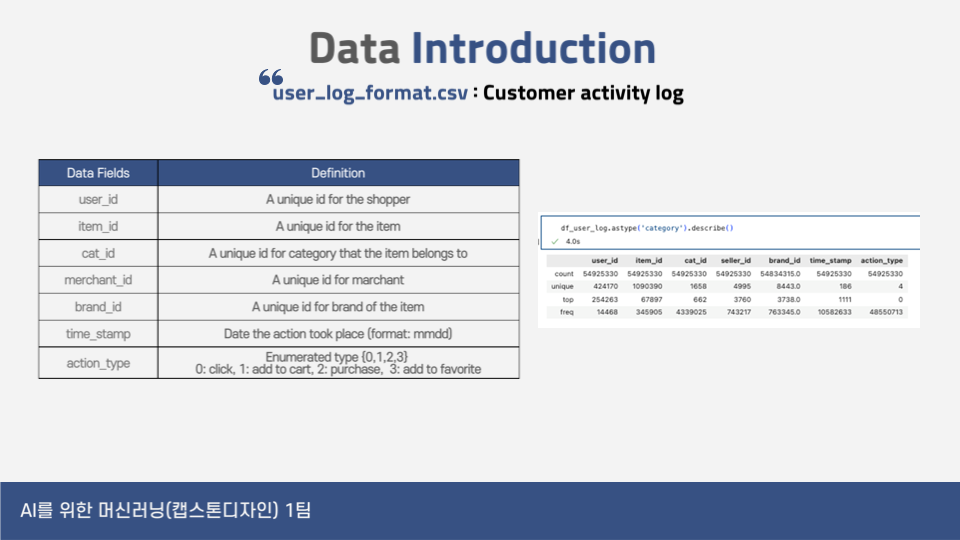 Data Introduction
“user_log_format.csv : Customer activity log
Data Fields Definition
user_id A unique id for the shopper
item_id A unique id for the item
cat_id A unique id for category that the item belongs to
merchant_id A unique id for marchant
brand_id A unique id for brand of the item
time_stamp Date the action took place (format: mmdd)
action_type Enumerated type {0,1,2,3}
0: click, 1: add to cart, 2: purchase, 3: add to favorite
df_user_log.astype('category').describe()
✓ 4.0s
user_id item_id cat_id seller_id brand_id time_stamp action_type
count 54925330 54925330 54925330 54925330 54834315.0 54925330 54925330
unique 424170 1090390 1658 4995 8443.0 186 4
top 254263 67897 662 3760 3738.0 1111 0
freq 14468 345905 4339025 743217 763345.0 10582633 48550713
AI를 위한 머신러닝(캡스톤디자인) 1팀